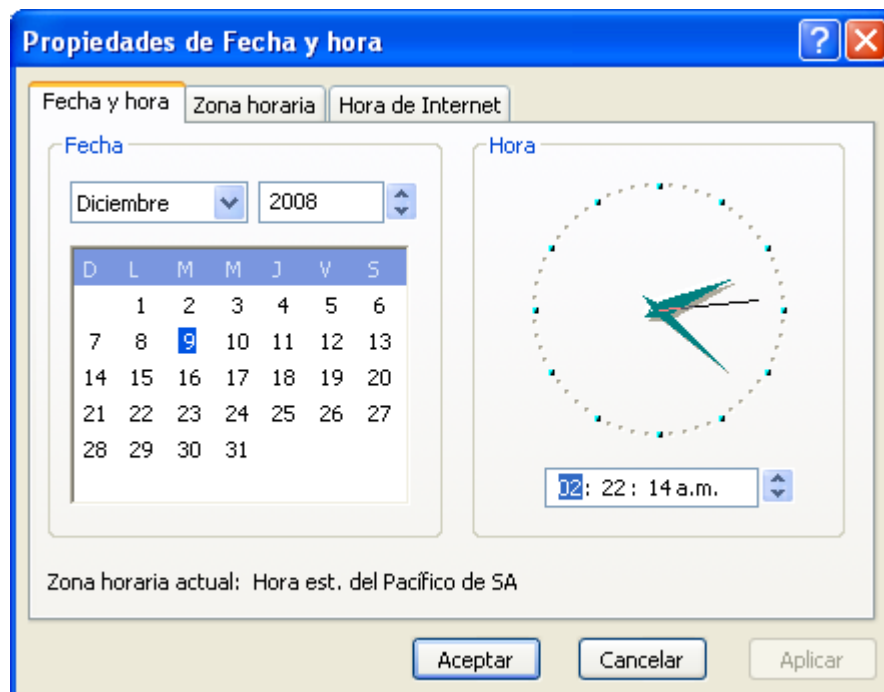 Propiedades de Fecha y hora
Fecha y hora Zona horaria Hora de Internet
Fecha
Diciembre 2008
D L M M J V S
1 2 3 4 5 6
7 8 9 10 11 12 13
14 15 16 17 18 19 20
21 22 23 24 25 26 27
28 29 30 31
Hora
02: 22: 14 a.m.
Zona horaria actual: Hora est. del Pacífico de SA
Aceptar Cancelar Aplicar